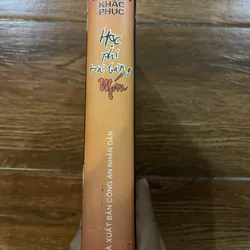 KHẮC PHỤC
Học
phí
trả bằng
Máu
À XUẤT BẢN CÔNG AN NHÂN DÂN